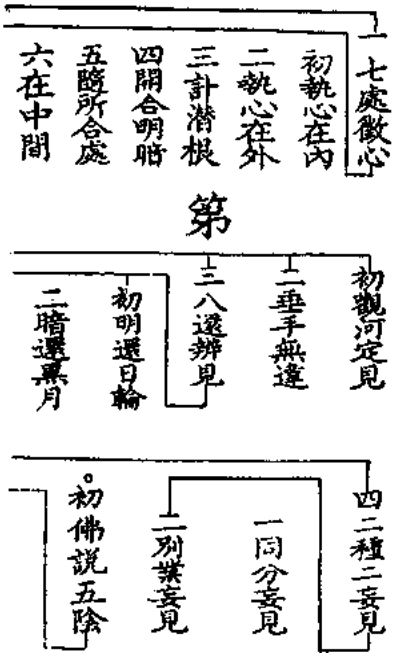 一七處徵心
初執心在內
二執心在外
三計潛根
四開合明暗
五隨所合處
六在中間
第
初觀河定見
二垂手無違
三八還辨見
初明還日輪
二暗還黑月
四二種二妄見
一同分妄見
二別業妄見
初佛說五陰